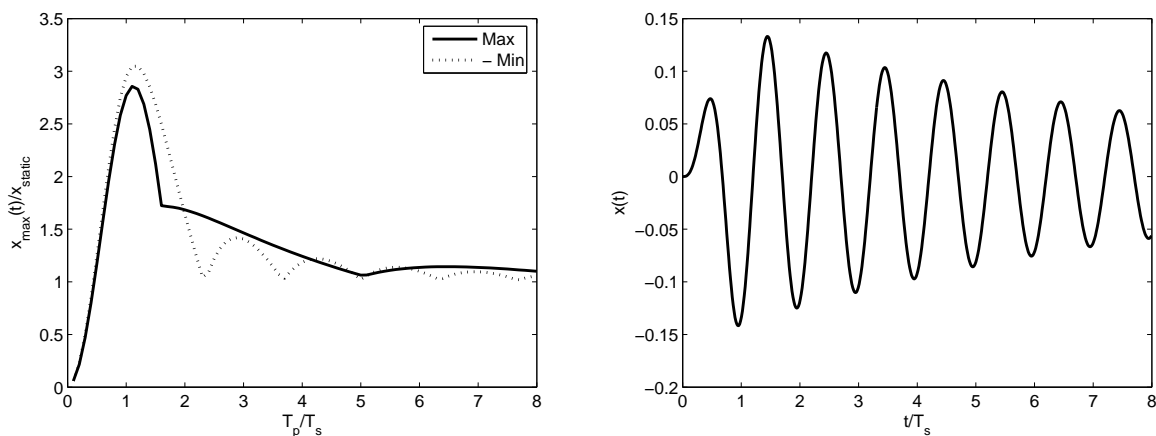 3.5
3
2.5
2
1.5
1
0.5
0
0 1 2 3 4 5 6 7 8
x_max(t)/x_static
T_p/T_s
Max
– Min
0.15
0.1
0.05
0
−0.05
−0.1
−0.15
−0.2
0 1 2 3 4 5 6 7 8
x(t)
t/T_s